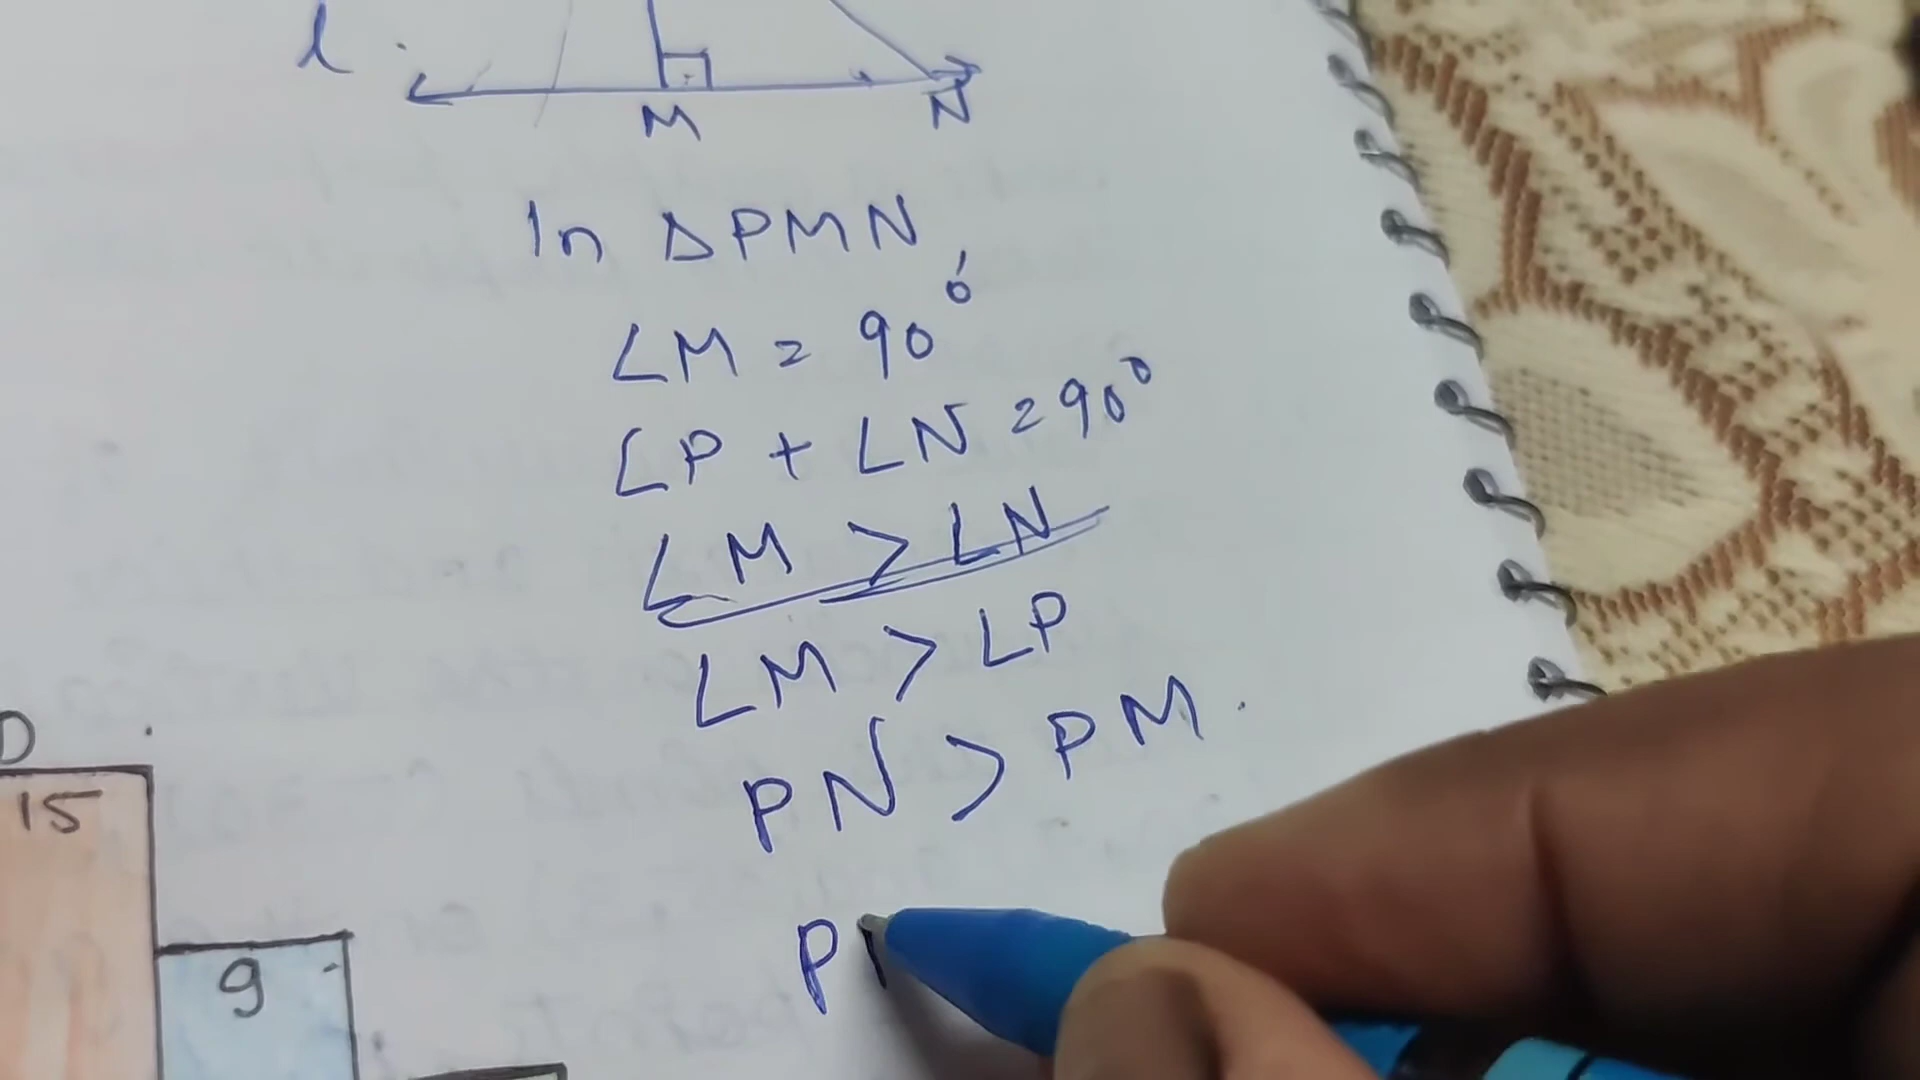 l
M N
In ΔPMN
∠M = 90°
∠P + ∠N = 90°
∠M > ∠N
∠M > ∠P
PN > PM.
P
D
15
9